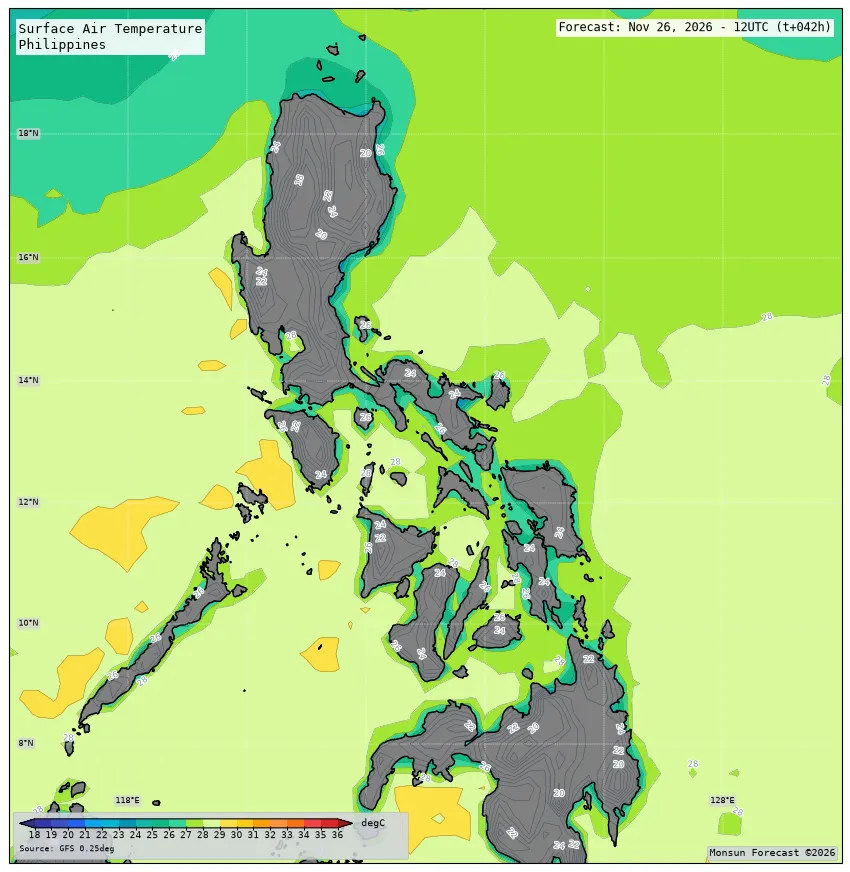 Surface Air Temperature
Philippines
Forecast: Nov 26, 2026 - 12UTC (t+042h)
18°N
16°N
14°N
12°N
10°N
8°N
118°E
128°E
18 19 20 21 22 23 24 25 26 27 28 29 30 31 32 33 34 35 36 degC
Source: GFS 0.25deg
Monsun Forecast ©2026